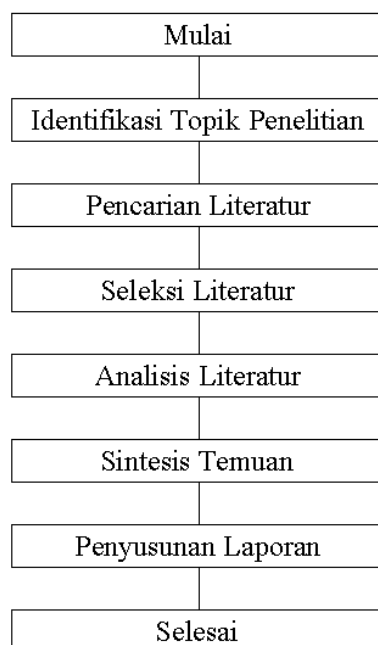 Mulai
Identifikasi Topik Penelitian
Pencarian Literatur
Seleksi Literatur
Analisis Literatur
Sintesis Temuan
Penyusunan Laporan
Selesai